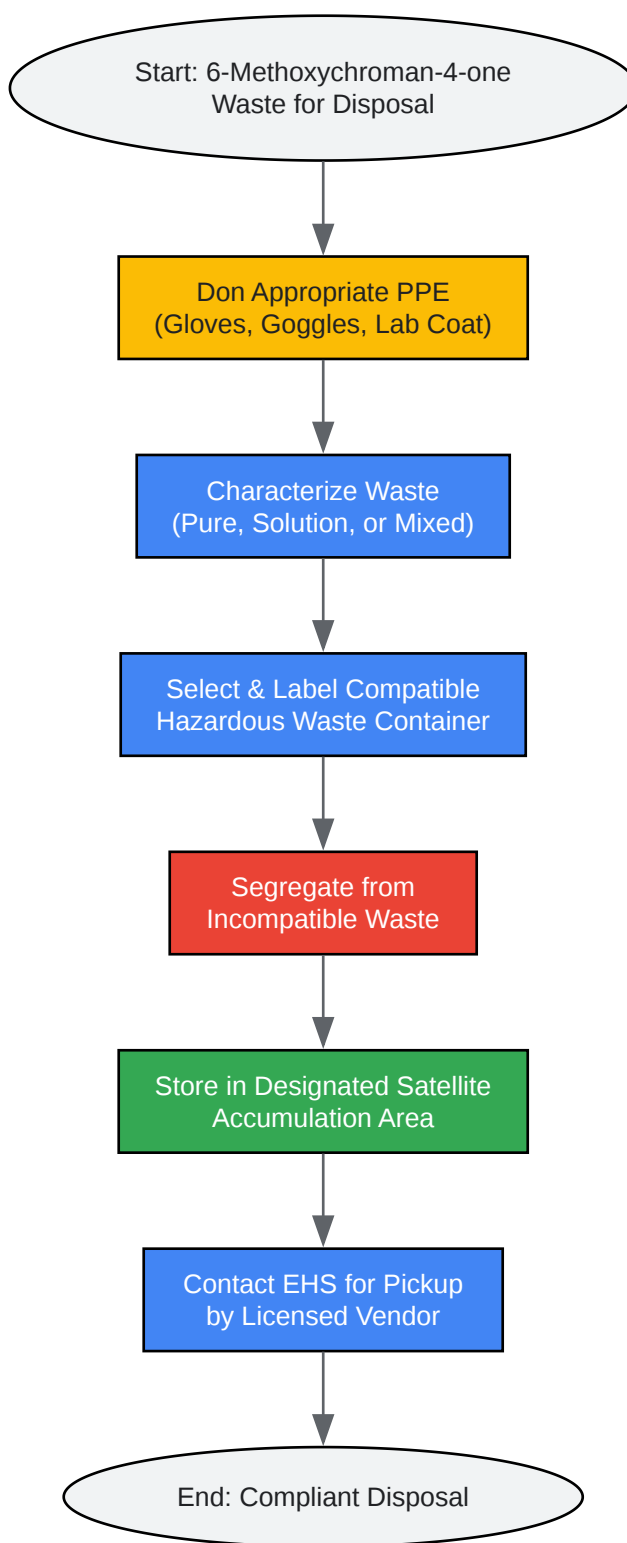 Start: 6-Methoxychroman-4-one
Waste for Disposal
Don Appropriate PPE
(Gloves, Goggles, Lab Coat)
Characterize Waste
(Pure, Solution, or Mixed)
Select & Label Compatible
Hazardous Waste Container
Segregate from
Incompatible Waste
Store in Designated Satellite
Accumulation Area
Contact EHS for Pickup
by Licensed Vendor
End: Compliant Disposal